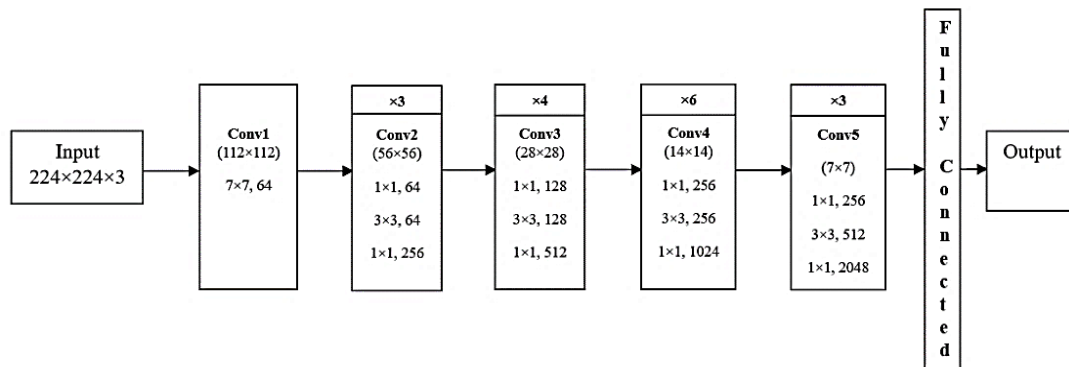 Input
224×224×3
Conv1
(112×112)
7×7, 64
×3
Conv2
(56×56)
1×1, 64
3×3, 64
1×1, 256
×4
Conv3
(28×28)
1×1, 128
3×3, 128
1×1, 512
×6
Conv4
(14×14)
1×1, 256
3×3, 256
1×1, 1024
×3
Conv5
(7×7)
1×1, 256
3×3, 512
1×1, 2048
Fully Connected
Output